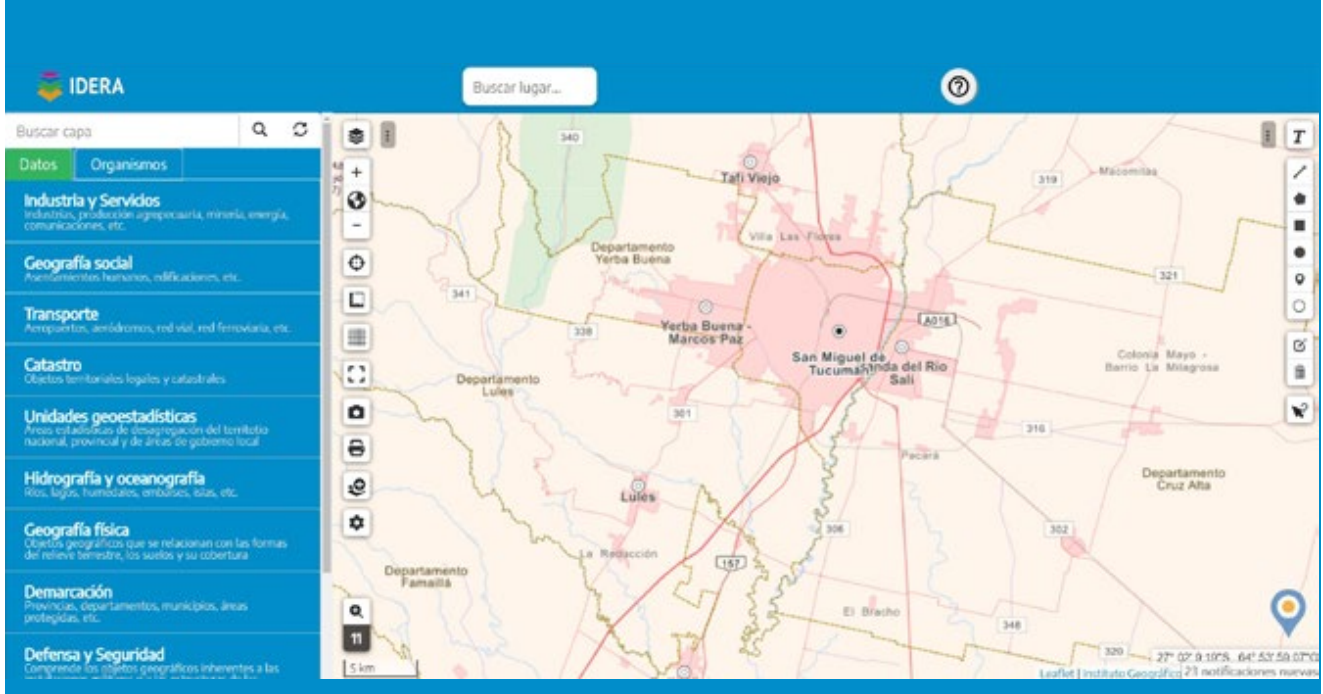 IDERA
Buscar lugar...
Buscar capa
Datos
Organismos
Industria y Servicios
Industrias, producción agropecuaria, minería, energía,
comunicaciones, etc.
Geografía social
Asentamientos humanos, edificaciones, etc.
Transporte
Aeropuertos, aeródromos, red vial, red ferroviaria, etc.
Catastro
Objetos territoriales legales y catastrales
Unidades geoestadísticas
Áreas estadísticas de desagregación del territotio
nacional, provincial y de áreas de gobierno local
Hidrografía y oceanografía
Ríos, lagos, humedales, embalses, islas, etc.
Geografía física
Objetos geográficos que se relacionan con las formas
del relieve terrestre, los suelos y su cobertura
Demarcación
Provincias, departamentos, municipios, áreas
protegidas, etc.
Defensa y Seguridad
Comprende los objetos geográficos inherentes a las
340
Tafí Viejo
319
Macomitas
T
Villa Las Flores
Departamento
Yerba Buena
321
341
338
Yerba Buena -
Marcos Paz
A016
San Miguel de
Tucumán
anda del Río
Salí
Colonia Mayo -
Barrio La Milagrosa
Departamento
Lules
301
316
Pacará
Departamento
Cruz Alta
Lules
306
302
La Reducción
157
Departamento
Famaillá
El Bracho
348
11
5 km
320
Leaflet | Instituto Geográfico
23 notificaciones nuevas